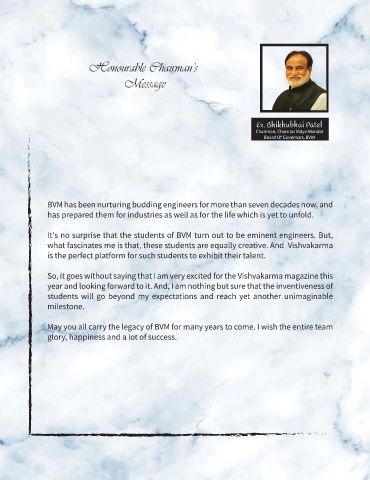 Honourable Chairman's
Message
Er. Bhikhubhai Patel
Chairman, Charutar Vidya Mandal
Board Of Governors, BVM
BVM has been nurturing budding engineers for more than seven decades now, and
has prepared them for industries as well as for the life which is yet to unfold.
It's no surprise that the students of BVM turn out to be eminent engineers. But,
what fascinates me is that, these students are equally creative. And Vishvakarma
is the perfect platform for such students to exhibit their talent.
So, it goes without saying that I am very excited for the Vishvakarma magazine this
year and looking forward to it. And, I am nothing but sure that the inventiveness of
students will go beyond my expectations and reach yet another unimaginable
milestone.
May you all carry the legacy of BVM for many years to come. I wish the entire team
glory, happiness and a lot of success.